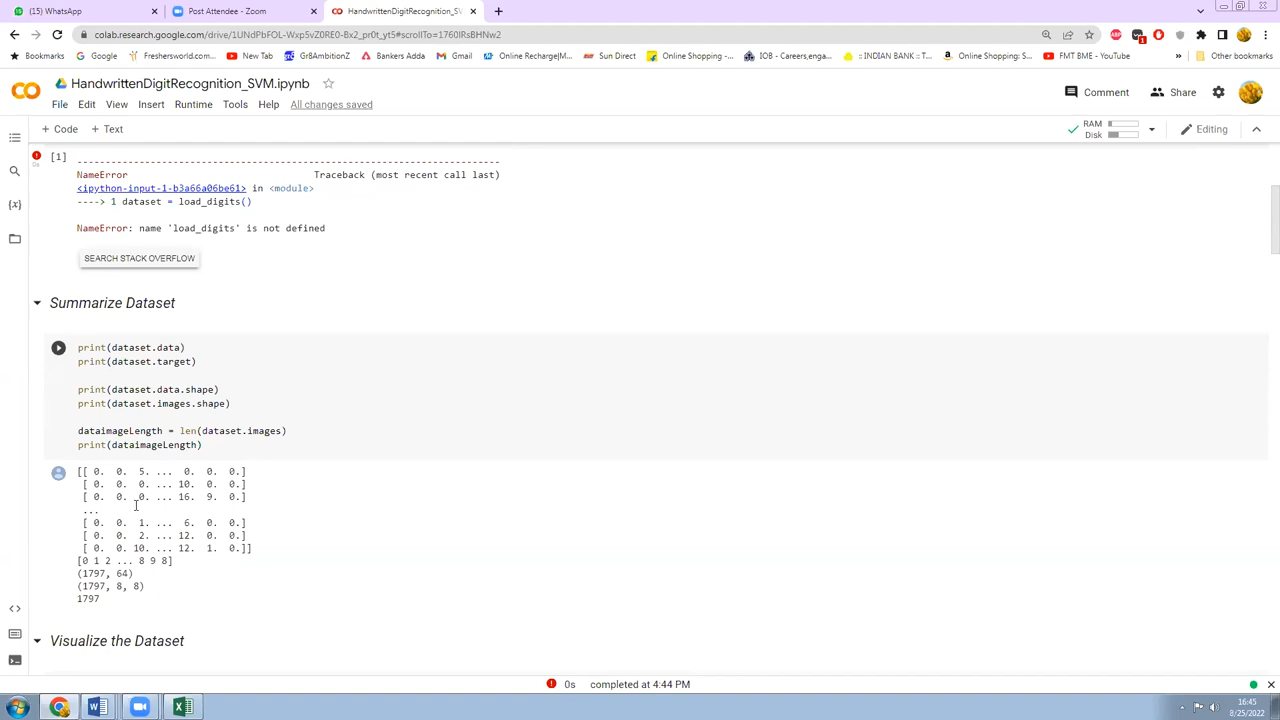 (15) WhatsApp
Post Attendee - Zoom
HandwrittenDigitRecognition_SV
colab.research.google.com/drive/1UNdPbFOL-WxpSvZ0RE0-Bx2_pr0t_yt5#scrollTo=1760IRsBHNw2
Bookmarks
Freshersworld.com...
New Tab
Gr8AmbitionZ
Bankers Adda
Gmail
Online Recharge|M...
Sun Direct
Online Shopping -...
IOB - Careers,enga...
:: INDIAN BANK ::
Online Shopping: S...
FMT BME - YouTube
»
Other bookmarks
HandwrittenDigitRecognition_SVM.ipynb
File Edit View Insert Runtime Tools Help All changes saved
Comment
Share
+ Code + Text
RAM
Disk
Editing
[1]
---------------------------------------------------------------------------
NameError Traceback (most recent call last)
<ipython-input-1-b3a66a06be61> in <module>
----> 1 dataset = load_digits()
NameError: name 'load_digits' is not defined
SEARCH STACK OVERFLOW
Summarize Dataset
print(dataset.data)
print(dataset.target)
print(dataset.data.shape)
print(dataset.images.shape)
dataimageLength = len(dataset.images)
print(dataimageLength)
[[ 0. 0. 5. ... 0. 0. 0.]
[ 0. 0. 0. ... 10. 0. 0.]
[ 0. 0. 0. ... 16. 9. 0.]
...
[ 0. 0. 1. ... 6. 0. 0.]
[ 0. 0. 2. ... 12. 0. 0.]
[ 0. 0. 10. ... 12. 1. 0.]]
[0 1 2 ... 8 9 8]
(1797, 64)
(1797, 8, 8)
1797
Visualize the Dataset
0s completed at 4:44 PM
16:45
8/25/2022